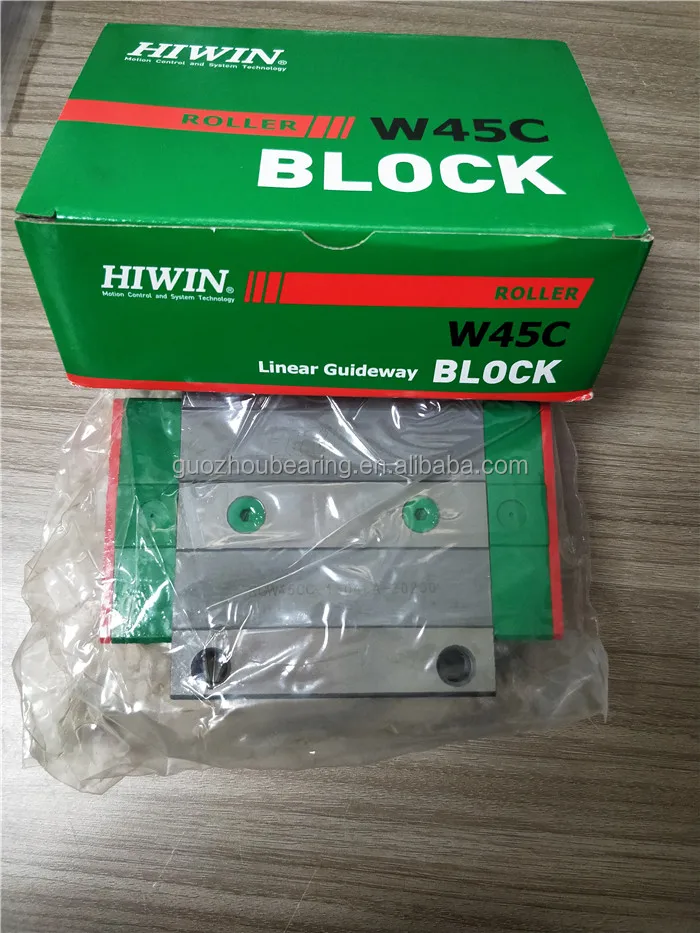 HIWIN®
Motion Control and System Technology
ROLLER W45C
BLOCK
HIWIN®
Motion Control and System Technology
ROLLER
W45C
Linear Guideway BLOCK
guozhoubearing.en.alibaba.com